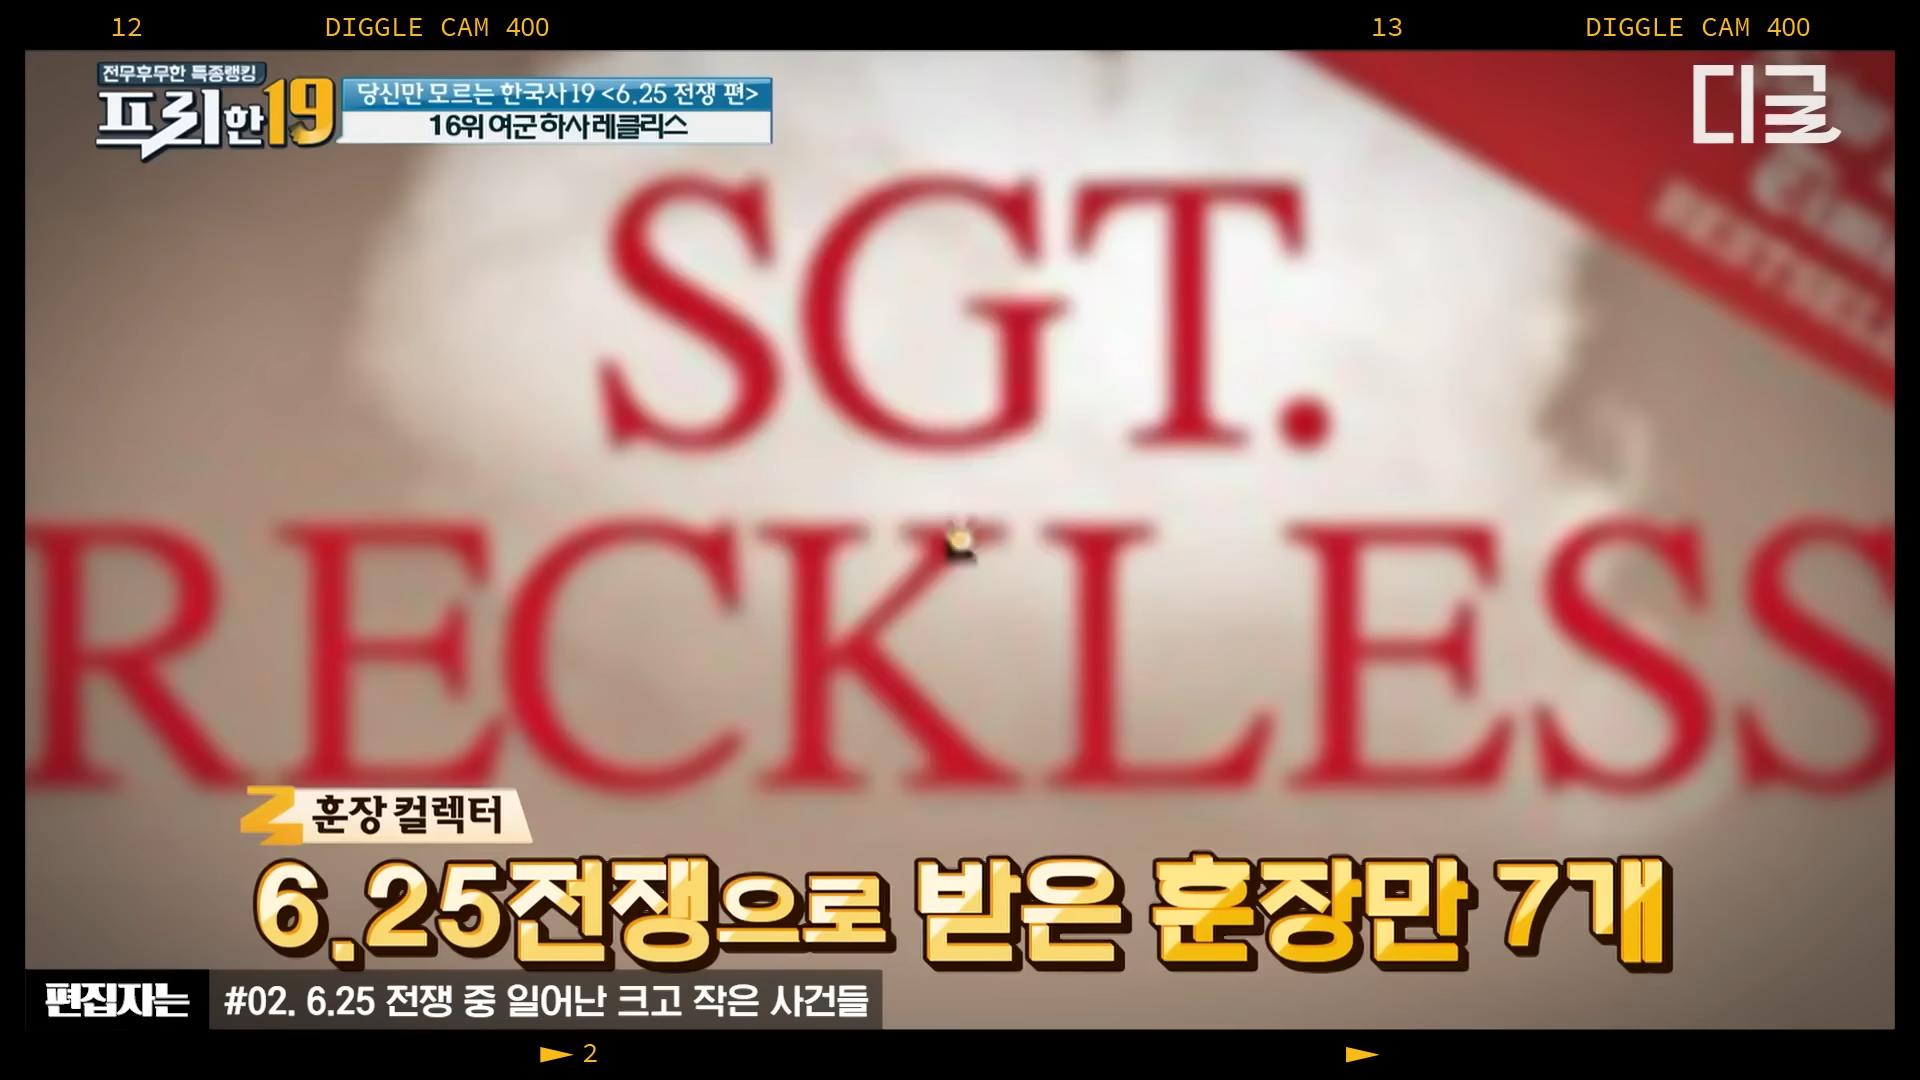 12 DIGGLE CAM 400 13 DIGGLE CAM 400
전무후무한 특종랭킹
프리한19
당신만 모르는 한국사19 <6.25 전쟁 편>
16위 여군 하사 레클리스
디글
SGT.
RECKLESS
훈장 컬렉터
6.25전쟁으로 받은 훈장만 7개
편집자는
#02. 6.25 전쟁 중 일어난 크고 작은 사건들
2